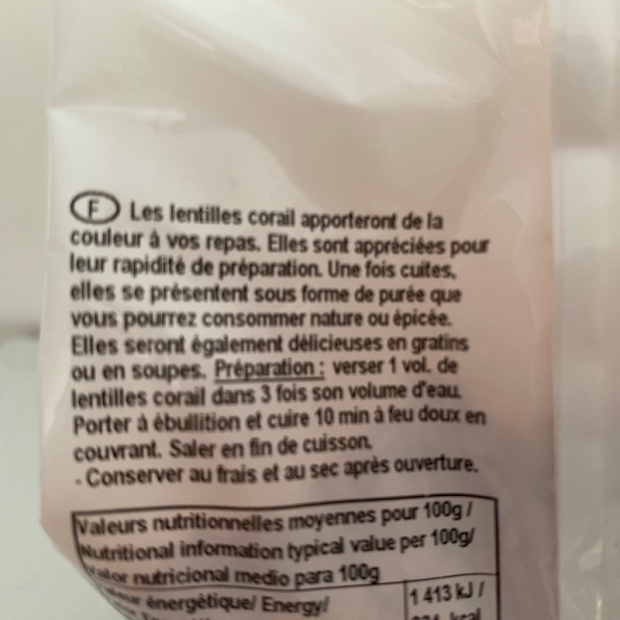 F Les lentilles corail apporteront de la
couleur à vos repas. Elles sont appréciées pour
leur rapidité de préparation. Une fois cuites,
elles se présentent sous forme de purée que
vous pourrez consommer nature ou épicée.
Elles seront également délicieuses en gratins
ou en soupes. Préparation : verser 1 vol. de
lentilles corail dans 3 fois son volume d'eau.
Porter à ébullition et cuire 10 min à feu doux en
couvrant. Saler en fin de cuisson.
- Conserver au frais et au sec après ouverture.
Valeurs nutritionnelles moyennes pour 100g /
Nutritional information typical value per 100g/
Valor nutricional medio para 100g
énergétique/ Energy/ 1 413 kJ /
kcal